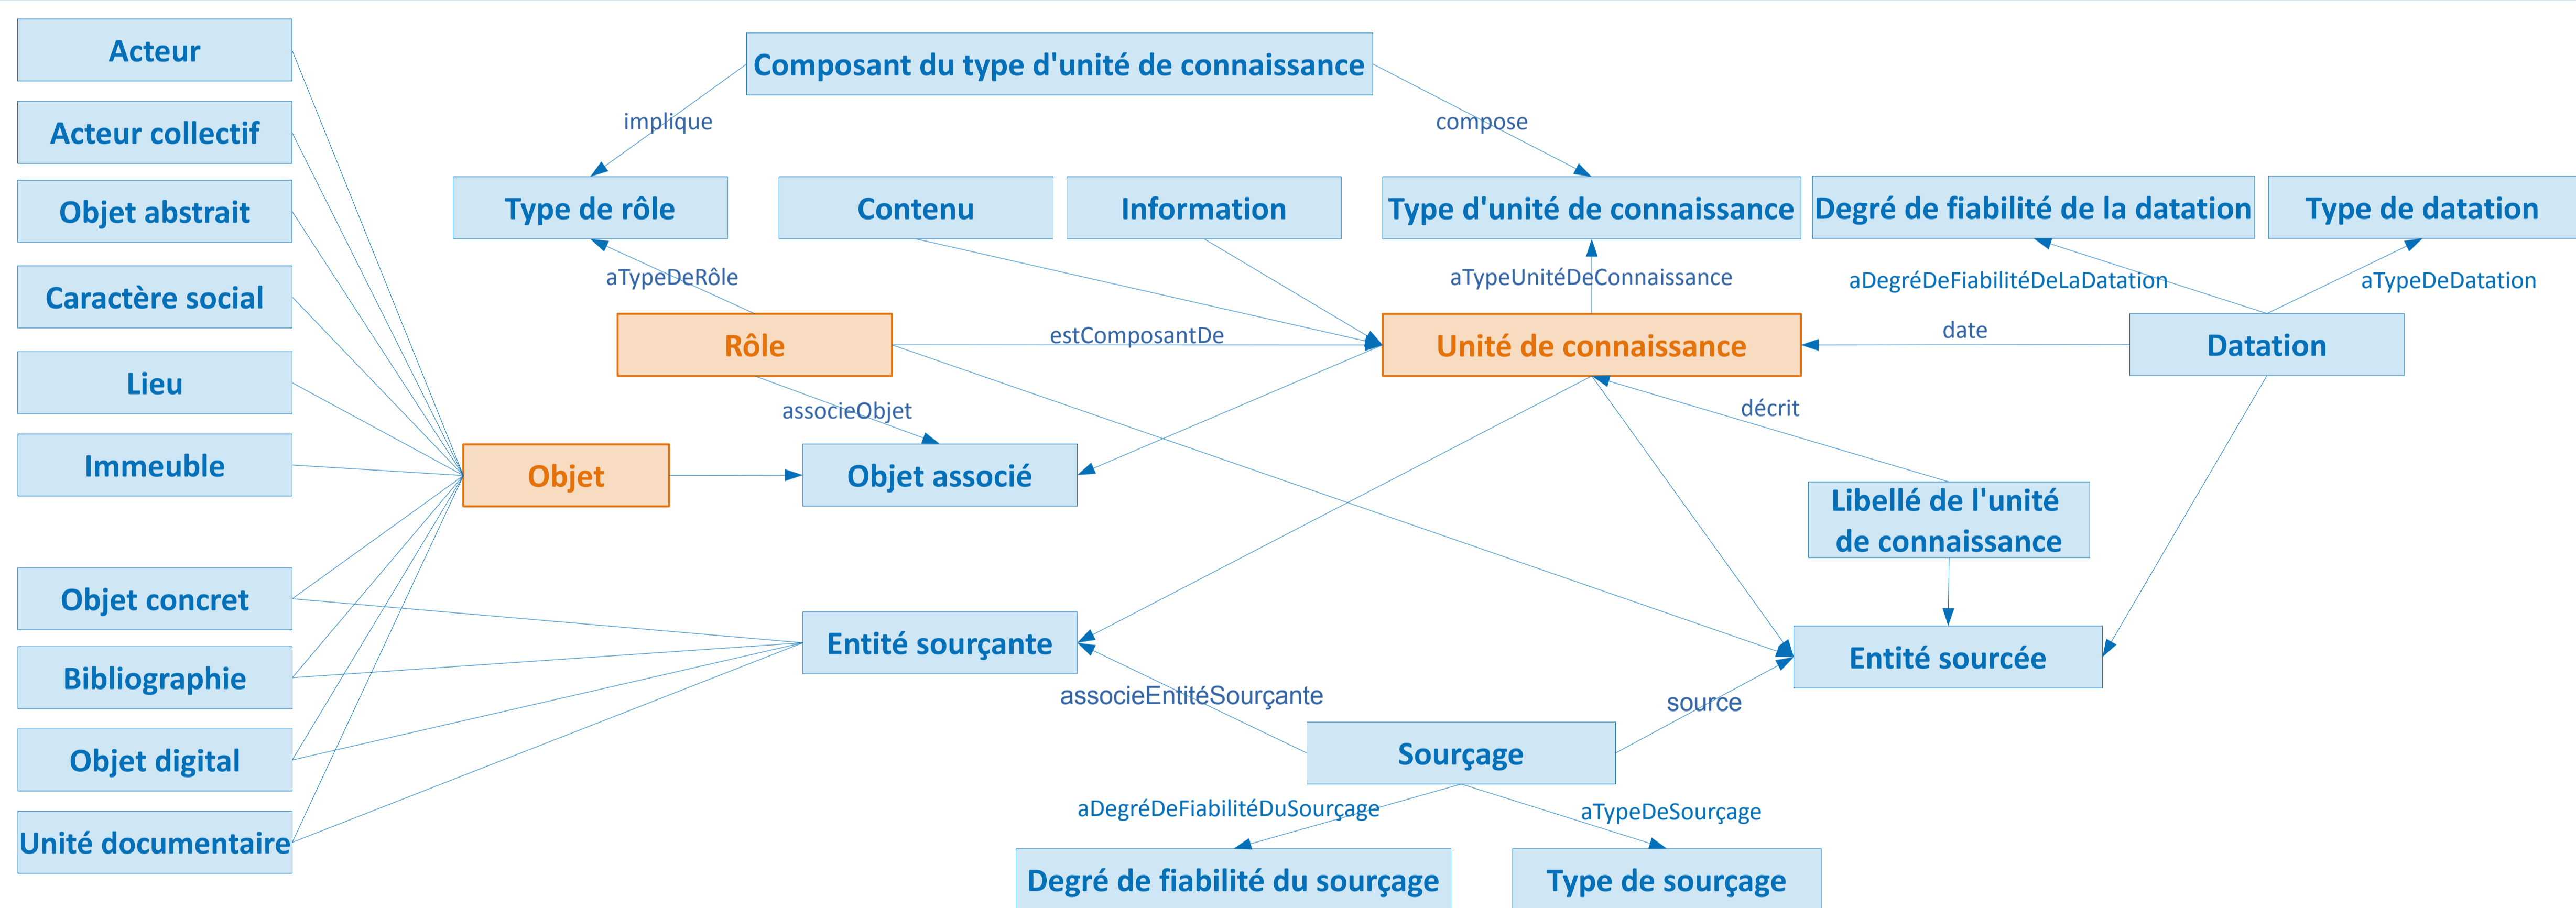 Acteur
Composant du type d'unité de connaissance
Acteur collectif
implique
compose
Objet abstrait
Type de rôle
Contenu
Information
Type d'unité de connaissance
Degré de fiabilité de la datation
Type de datation
Caractère social
aTypeDeRôle
aTypeUnitéDeConnaissance
aDegréDeFiabilitéDeLaDatation
aTypeDeDatation
Rôle
estComposantDe
Unité de connaissance
date
Datation
Lieu
associeObjet
décrit
Immeuble
Objet
Objet associé
Libellé de l'unité
de connaissance
Objet concret
Entité sourçante
Entité sourcée
Bibliographie
associeEntitéSourçante
source
Objet digital
Sourçage
aDegréDeFiabilitéDuSourçage
aTypeDeSourçage
Unité documentaire
Degré de fiabilité du sourçage
Type de sourçage